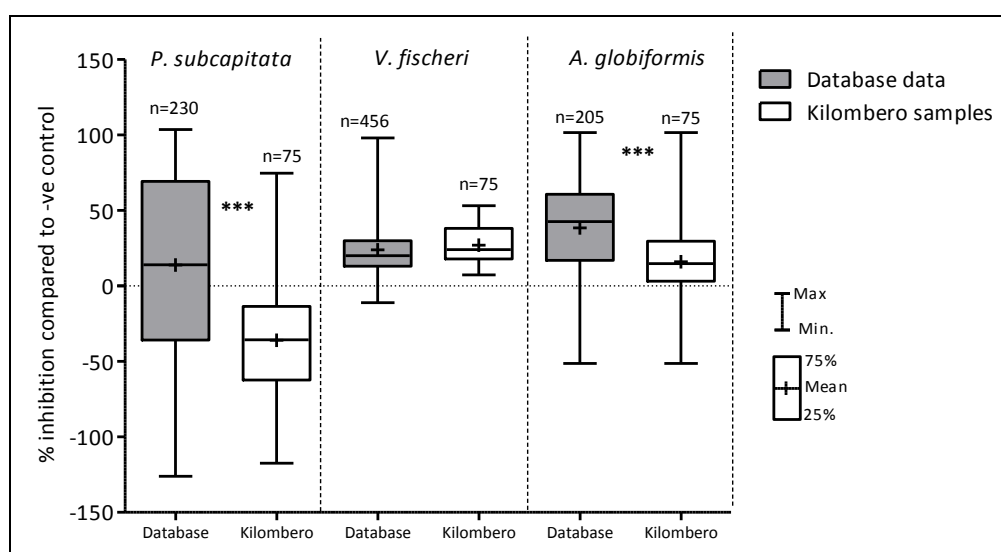 % inhibition compared to -ve control
150
100
50
0
-50
-100
-150
P. subcapitata
V. fischeri
A. globiformis
n=230
n=75
***
n=456
n=75
n=205
n=75
***
Database
Kilombero
Database
Kilombero
Database
Kilombero
Database data
Kilombero samples
Max
Min.
75%
Mean
25%